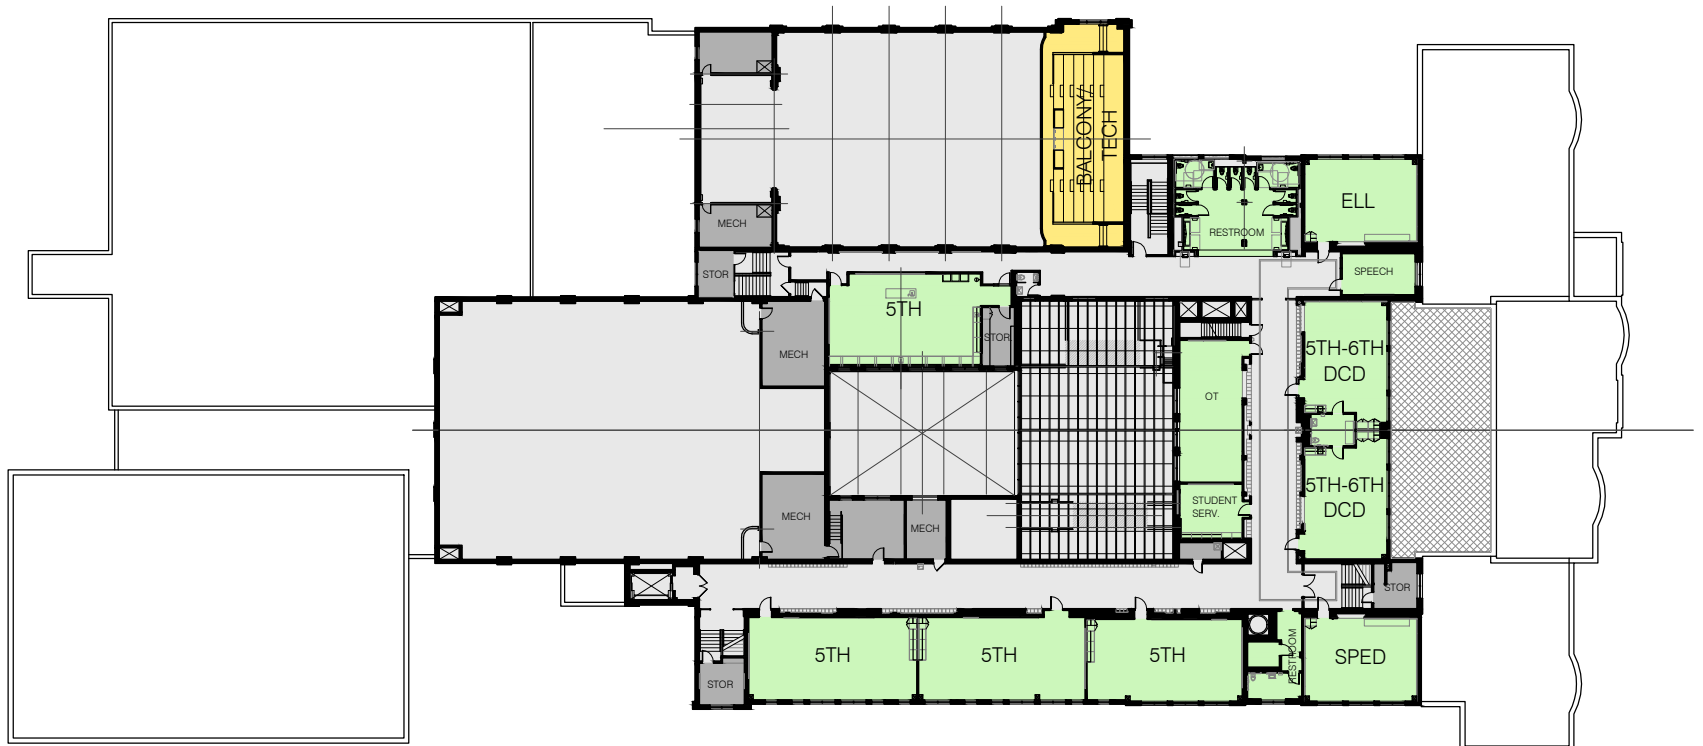 BALCONY/
TECH
MECH
STOR
RESTROOM
ELL
SPEECH
5TH
STOR
MECH
5TH-6TH
DCD
OT
5TH-6TH
DCD
STUDENT
SERV.
MECH
MECH
STOR
5TH
5TH
5TH
RESTROOM
SPED
STOR